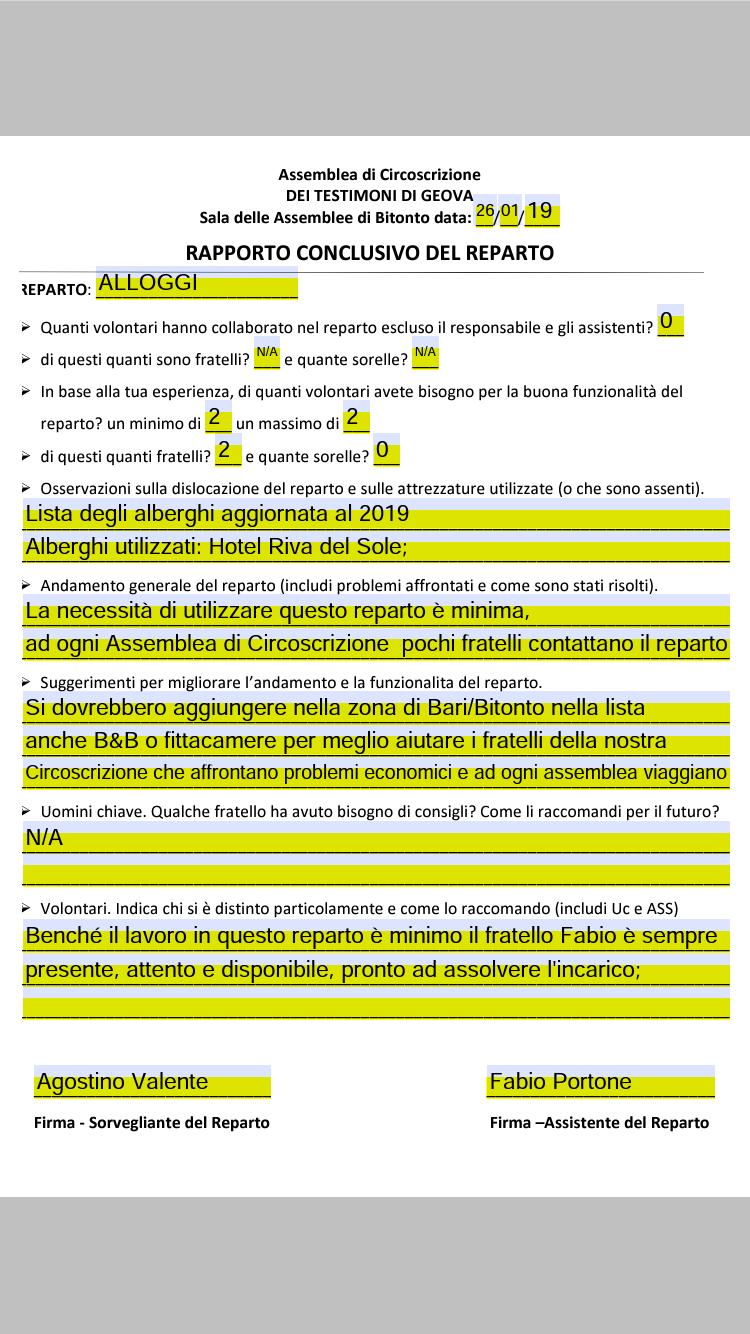 Assemblea di Circoscrizione
DEI TESTIMONI DI GEOVA
Sala delle Assemblee di Bitonto data: 26/01/19
RAPPORTO CONCLUSIVO DEL REPARTO
REPARTO: ALLOGGI
Quanti volontari hanno collaborato nel reparto escluso il responsabile e gli assistenti? 0
di questi quanti sono fratelli? N/A e quante sorelle? N/A
In base alla tua esperienza, di quanti volontari avete bisogno per la buona funzionalità del
reparto? un minimo di 2 un massimo di 2
di questi quanti fratelli? 2 e quante sorelle? 0
Osservazioni sulla dislocazione del reparto e sulle attrezzature utilizzate (o che sono assenti).
Lista degli alberghi aggiornata al 2019
Alberghi utilizzati: Hotel Riva del Sole;
Andamento generale del reparto (includi problemi affrontati e come sono stati risolti).
La necessità di utilizzare questo reparto è minima,
ad ogni Assemblea di Circoscrizione pochi fratelli contattano il reparto
Suggerimenti per migliorare l'andamento e la funzionalita del reparto.
Si dovrebbero aggiungere nella zona di Bari/Bitonto nella lista
anche B&B o fittacamere per meglio aiutare i fratelli della nostra
Circoscrizione che affrontano problemi economici e ad ogni assemblea viaggiano
Uomini chiave. Qualche fratello ha avuto bisogno di consigli? Come li raccomandi per il futuro?
N/A
Volontari. Indica chi si è distinto particolamente e come lo raccomando (includi Uc e ASS)
Benché il lavoro in questo reparto è minimo il fratello Fabio è sempre
presente, attento e disponibile, pronto ad assolvere l'incarico;
Agostino Valente Fabio Portone
Firma - Sorvegliante del Reparto Firma –Assistente del Reparto